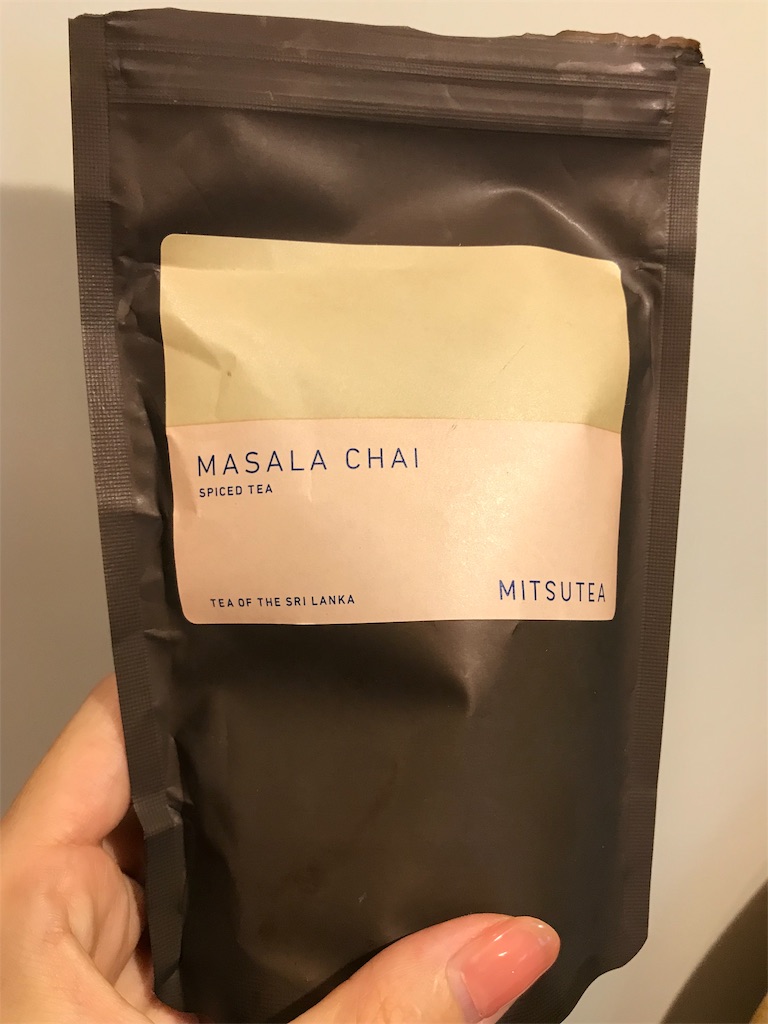 MASALA CHAI
SPICED TEA
TEA OF THE SRI LANKA
MITSUTEA